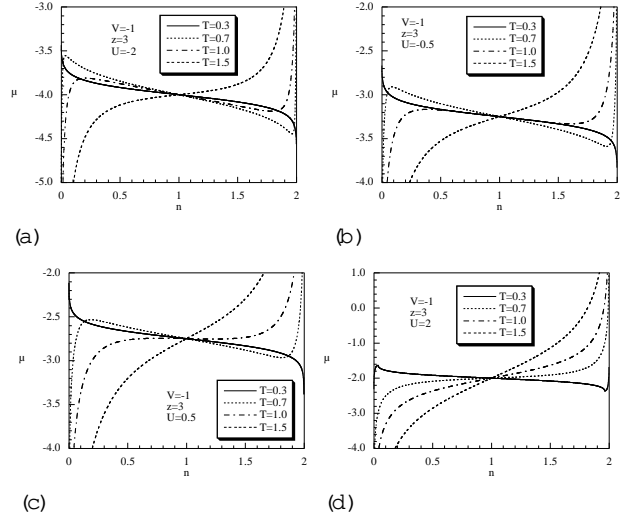 -3.0
-3.5
-4.0
-4.5
-5.0
μ
V=-1
z=3
U=-2
T=0.3
T=0.7
T=1.0
T=1.5
0 0.5 1 1.5 2
n
(a)
-2.0
-2.5
-3.0
-3.5
-4.0
μ
V=-1
z=3
U=-0.5
T=0.3
T=0.7
T=1.0
T=1.5
0 0.5 1 1.5 2
n
(b)
-2.0
-2.5
-3.0
-3.5
-4.0
μ
V=-1
z=3
U=0.5
T=0.3
T=0.7
T=1.0
T=1.5
0 0.5 1 1.5 2
n
(c)
1.0
0.0
-1.0
-2.0
-3.0
-4.0
μ
V=-1
z=3
U=2
T=0.3
T=0.7
T=1.0
T=1.5
0 0.5 1 1.5 2
n
(d)